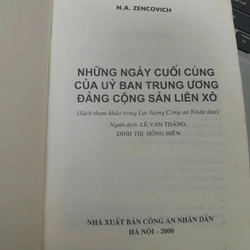 N.A. ZENCOVICH
NHỮNG NGÀY CUỐI CÙNG
CỦA UỶ BAN TRUNG ƯƠNG
ĐẢNG CỘNG SẢN LIÊN XÔ
(Sách tham khảo trong Lực lượng Công an Nhân dân)
Người dịch: LÊ VĂN THẮNG,
ĐINH THỊ HỒNG BIÊN
NHÀ XUẤT BẢN CÔNG AN NHÂN DÂN
HÀ NỘI - 2000